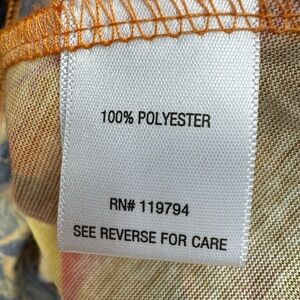 100% POLYESTER
RN# 119794
SEE REVERSE FOR CARE